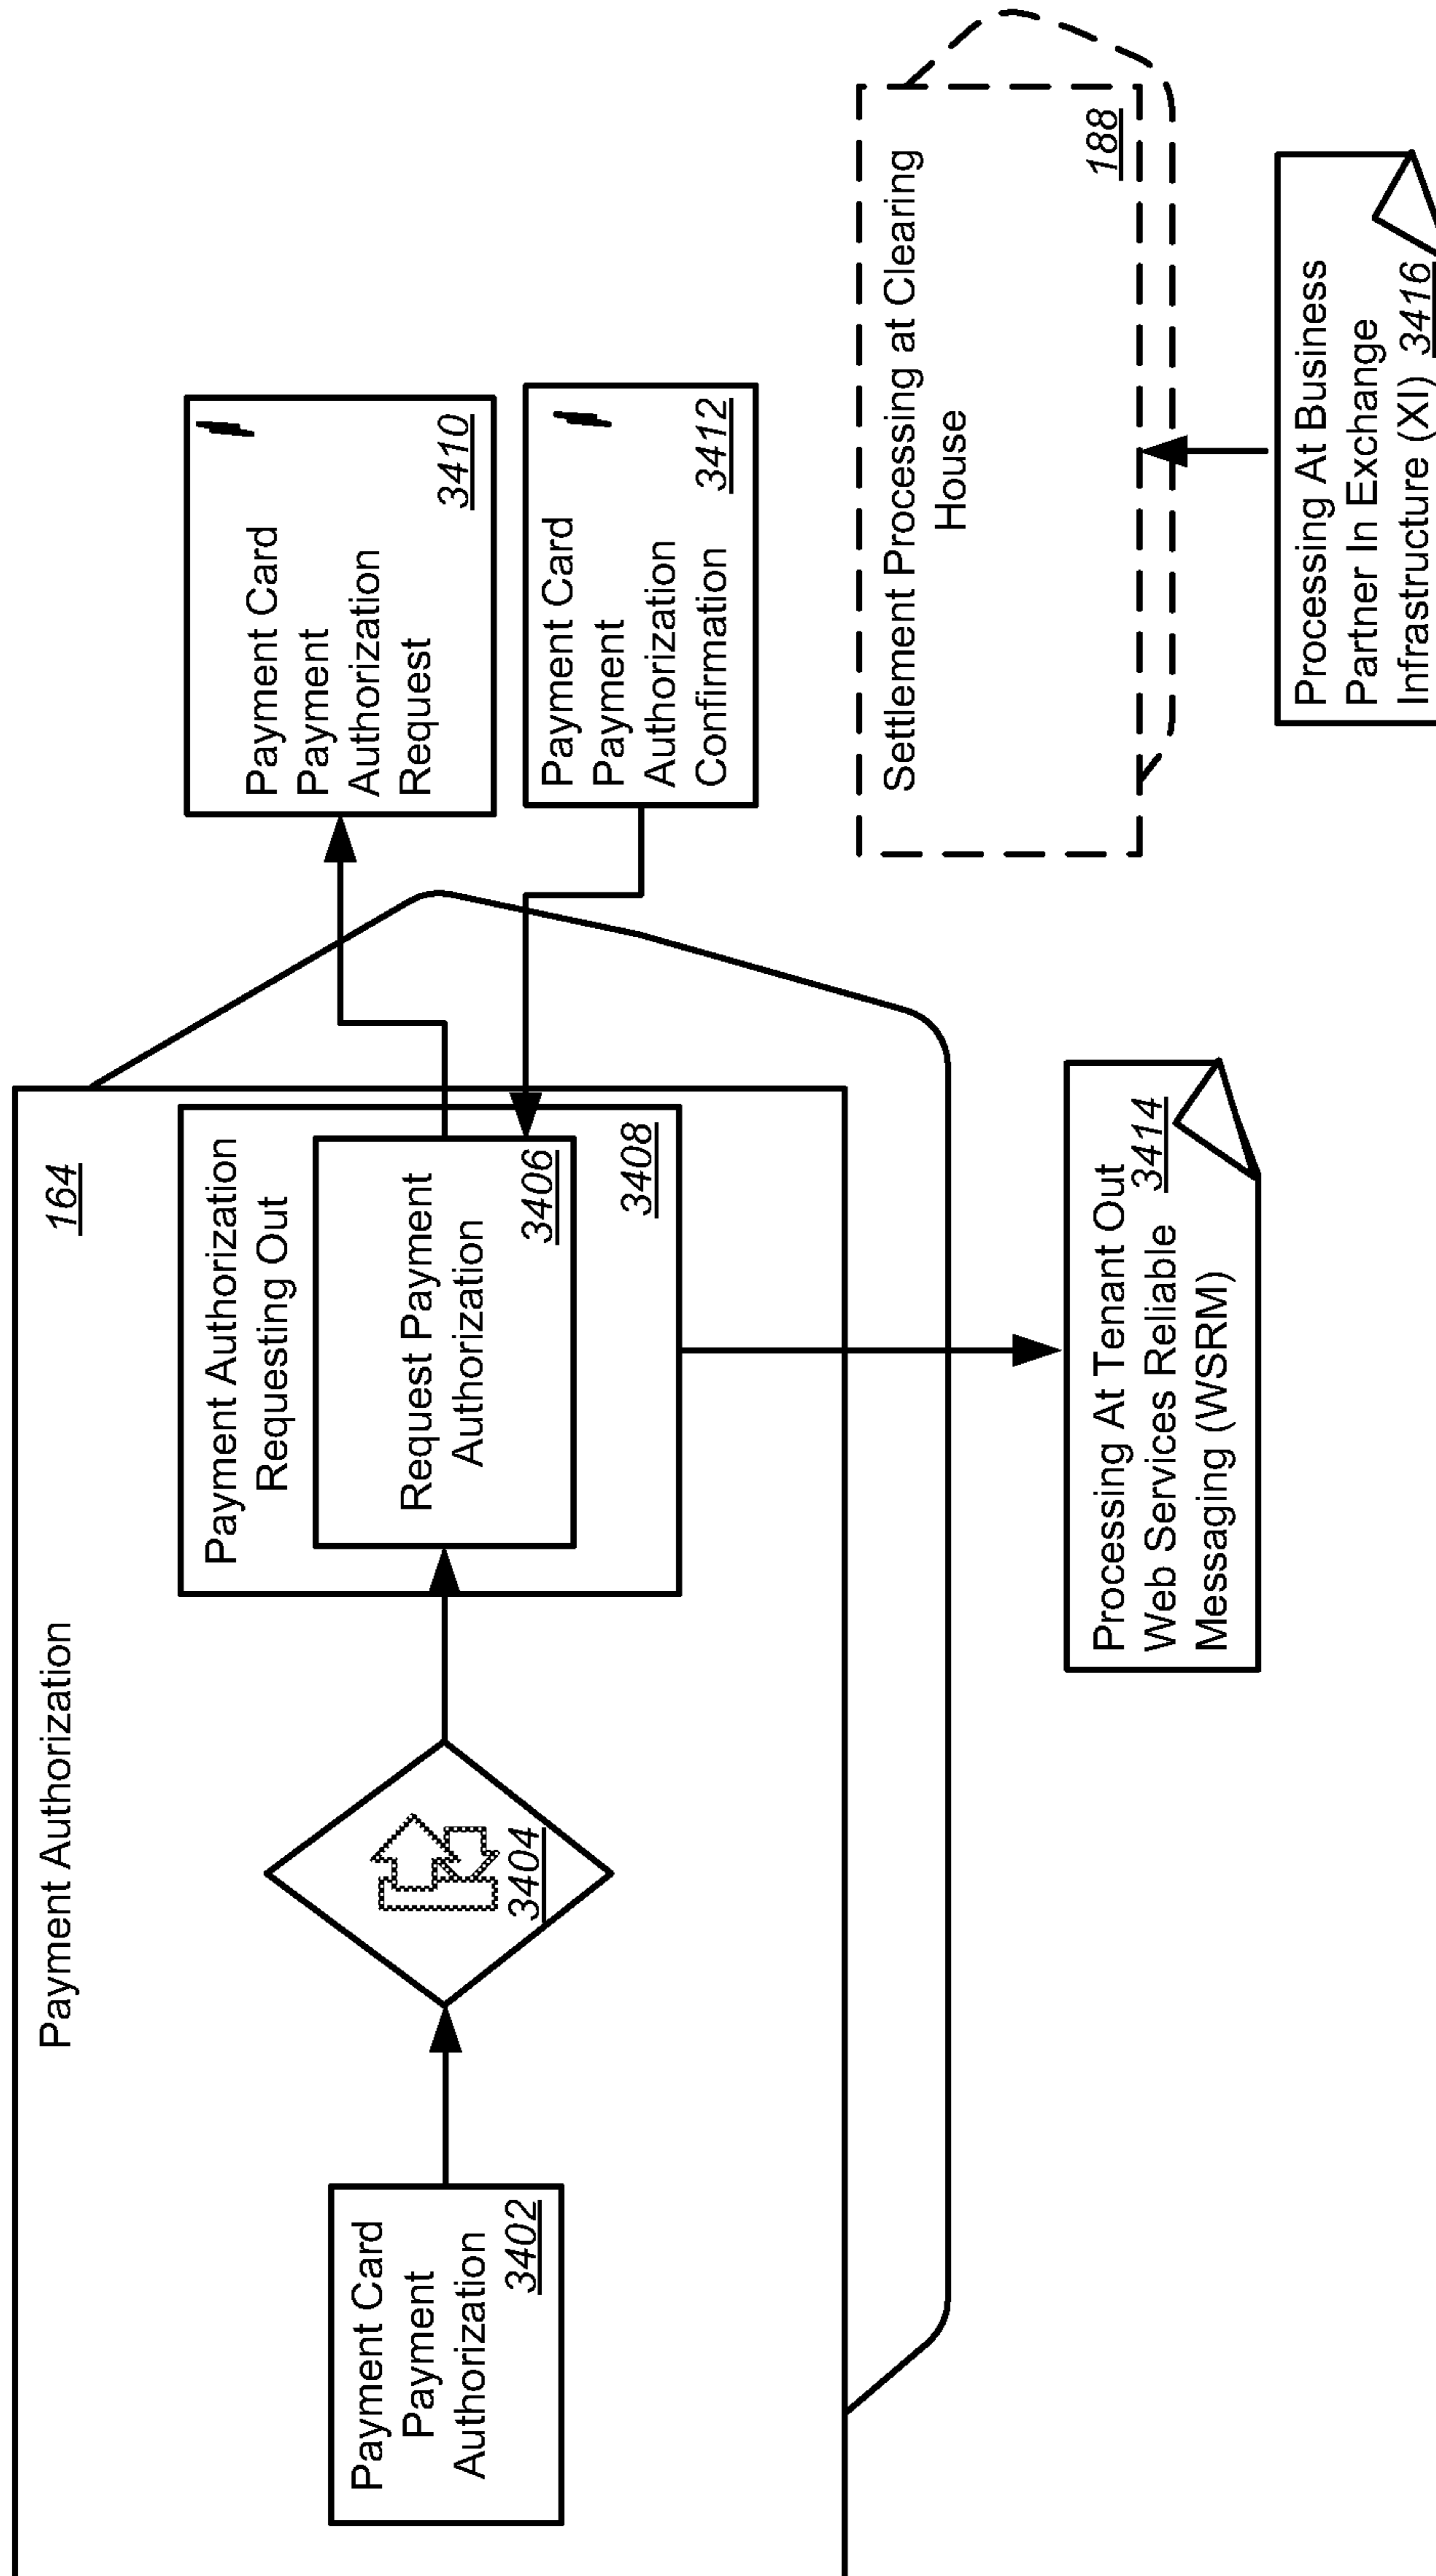 Payment Authorization
164
Payment Card
Payment
Authorization
3402
3404
Payment Authorization
Requesting Out
Request Payment
Authorization
3406
3408
Payment Card
Payment
Authorization
Request
3410
Payment Card
Payment
Authorization
Confirmation
3412
Settlement Processing at Clearing
House
188
Processing At Tenant Out
Web Services Reliable 3414
Messaging (WSRM)
Processing At Business
Partner In Exchange
Infrastructure (XI) 3416